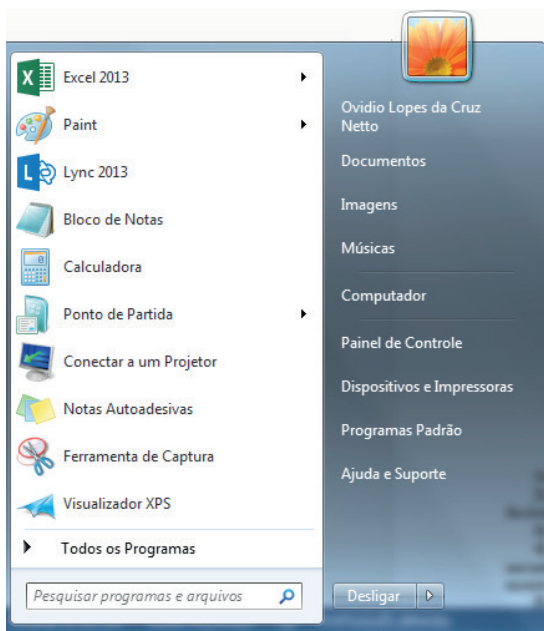 Excel 2013
Paint
Lync 2013
Bloco de Notas
Calculadora
Ponto de Partida
Conectar a um Projetor
Notas Autoadesivas
Ferramenta de Captura
Visualizador XPS
Todos os Programas
Pesquisar programas e arquivos
Ovidio Lopes da Cruz
Netto
Documentos
Imagens
Músicas
Computador
Painel de Controle
Dispositivos e Impressoras
Programas Padrão
Ajuda e Suporte
Desligar